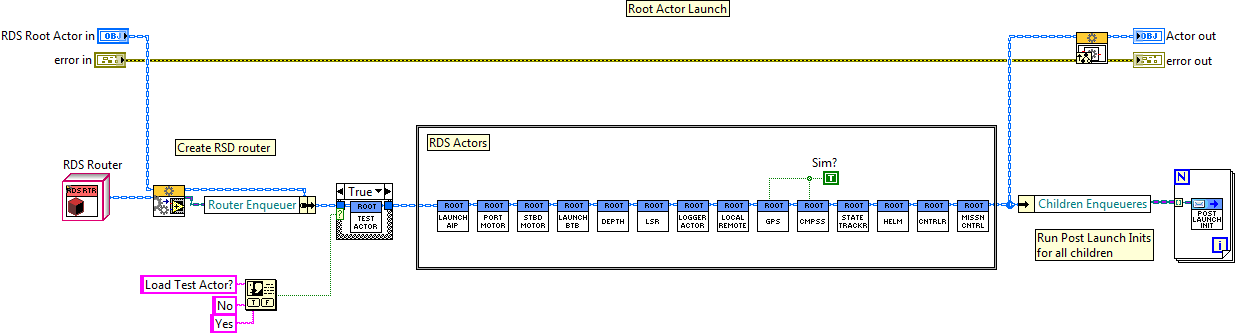 Root Actor Launch
RDS Root Actor in
OBJ
error in
OBJ
Actor out
error out
Create RSD router
RDS Router
RDS RTR
Router Enqueuer
True
ROOT
TEST
ACTOR
?
RDS Actors
Sim?
T
ROOT
LAUNCH
AIP
ROOT
PORT
MOTOR
ROOT
STBD
MOTOR
ROOT
LAUNCH
BTB
ROOT
DEPTH
ROOT
LSR
ROOT
LOGGER
ACTOR
ROOT
LOCAL
REMOTE
ROOT
GPS
ROOT
CMPSS
ROOT
STATE
TRACKR
ROOT
HELM
ROOT
CNTRLR
ROOT
MISSN
CNTRL
Children Enqueueres
N
POST
LAUNCH
INIT
i
Run Post Launch Inits
for all children
Load Test Actor?
No
Yes
T F